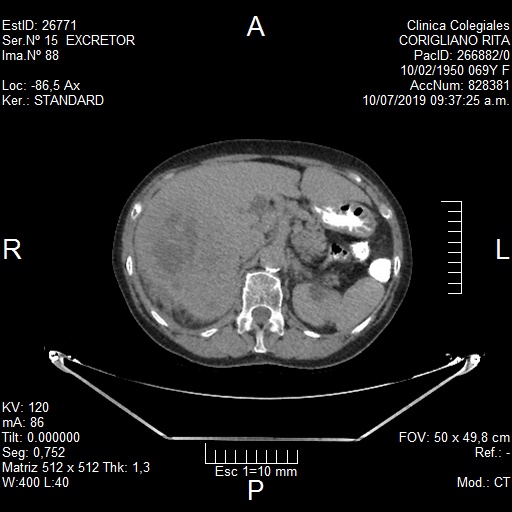 EstID: 26771
Ser.Nº 15 EXCRETOR
Ima.Nº 88
Loc: -86,5 Ax
Ker.: STANDARD
A
Clinica Colegiales
CORIGLIANO RITA
PacID: 266882/0
10/02/1950 069Y F
AccNum: 828381
10/07/2019 09:37:25 a.m.
R
L
KV: 120
mA: 86
Tilt: 0.000000
Seg: 0,752
Matriz 512 x 512 Thk: 1,3
W:400 L:40
Esc 1=10 mm
P
FOV: 50 x 49,8 cm
Ref.: -
Mod.: CT